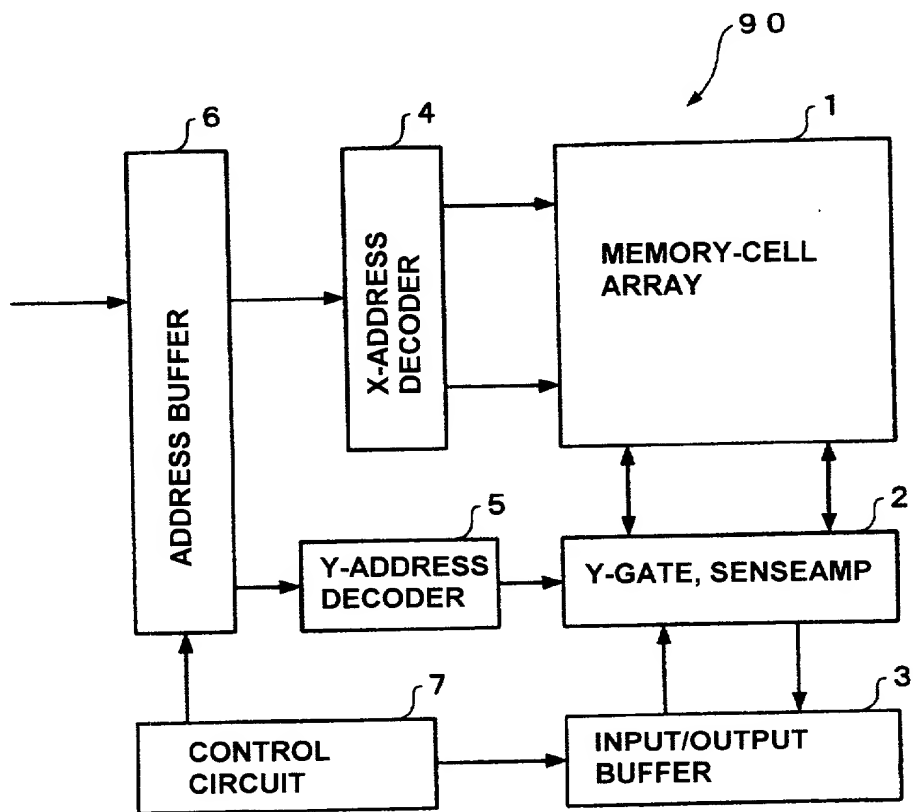 90
6
4
1
ADDRESS BUFFER
X-ADDRESS
DECODER
MEMORY-CELL
ARRAY
5
2
Y-ADDRESS
DECODER
Y-GATE, SENSEAMP
7
3
CONTROL
CIRCUIT
INPUT/OUTPUT
BUFFER